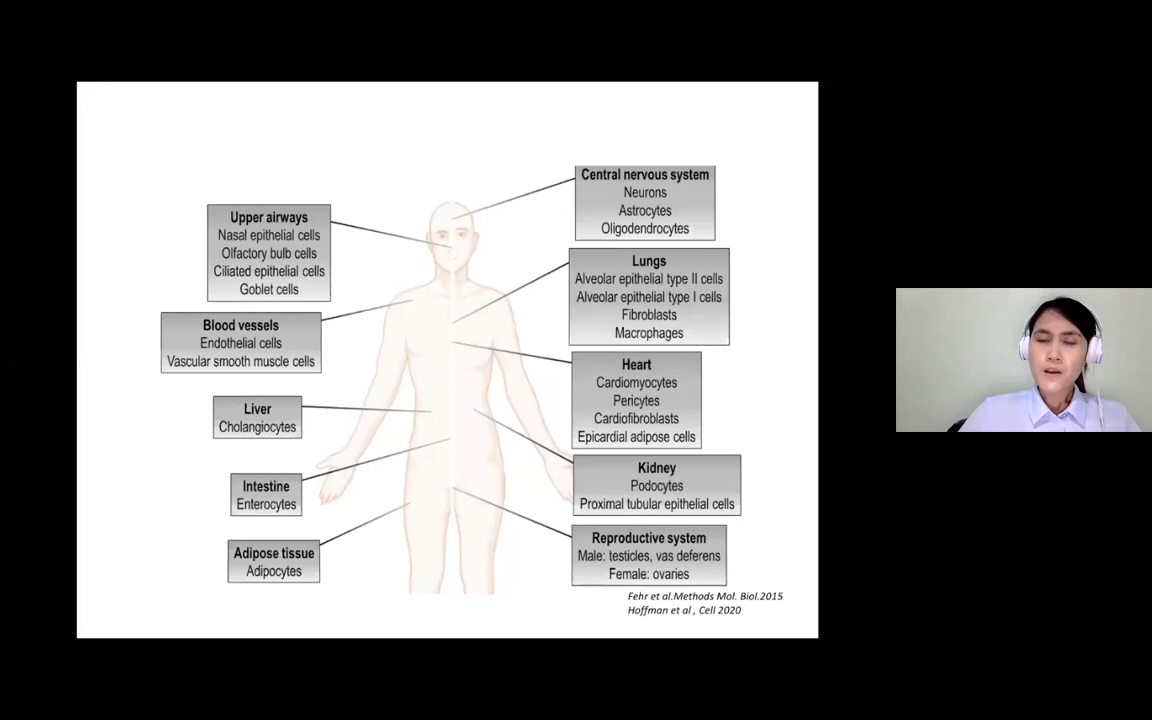 Central nervous system
Neurons
Astrocytes
Oligodendrocytes
Upper airways
Nasal epithelial cells
Olfactory bulb cells
Ciliated epithelial cells
Goblet cells
Lungs
Alveolar epithelial type II cells
Alveolar epithelial type I cells
Fibroblasts
Macrophages
Blood vessels
Endothelial cells
Vascular smooth muscle cells
Heart
Cardiomyocytes
Pericytes
Cardiofibroblasts
Epicardial adipose cells
Liver
Cholangiocytes
Kidney
Podocytes
Proximal tubular epithelial cells
Intestine
Enterocytes
Reproductive system
Male: testicles, vas deferens
Female: ovaries
Adipose tissue
Adipocytes
Fehr et al.Methods Mol. Biol.2015
Hoffman et al , Cell 2020